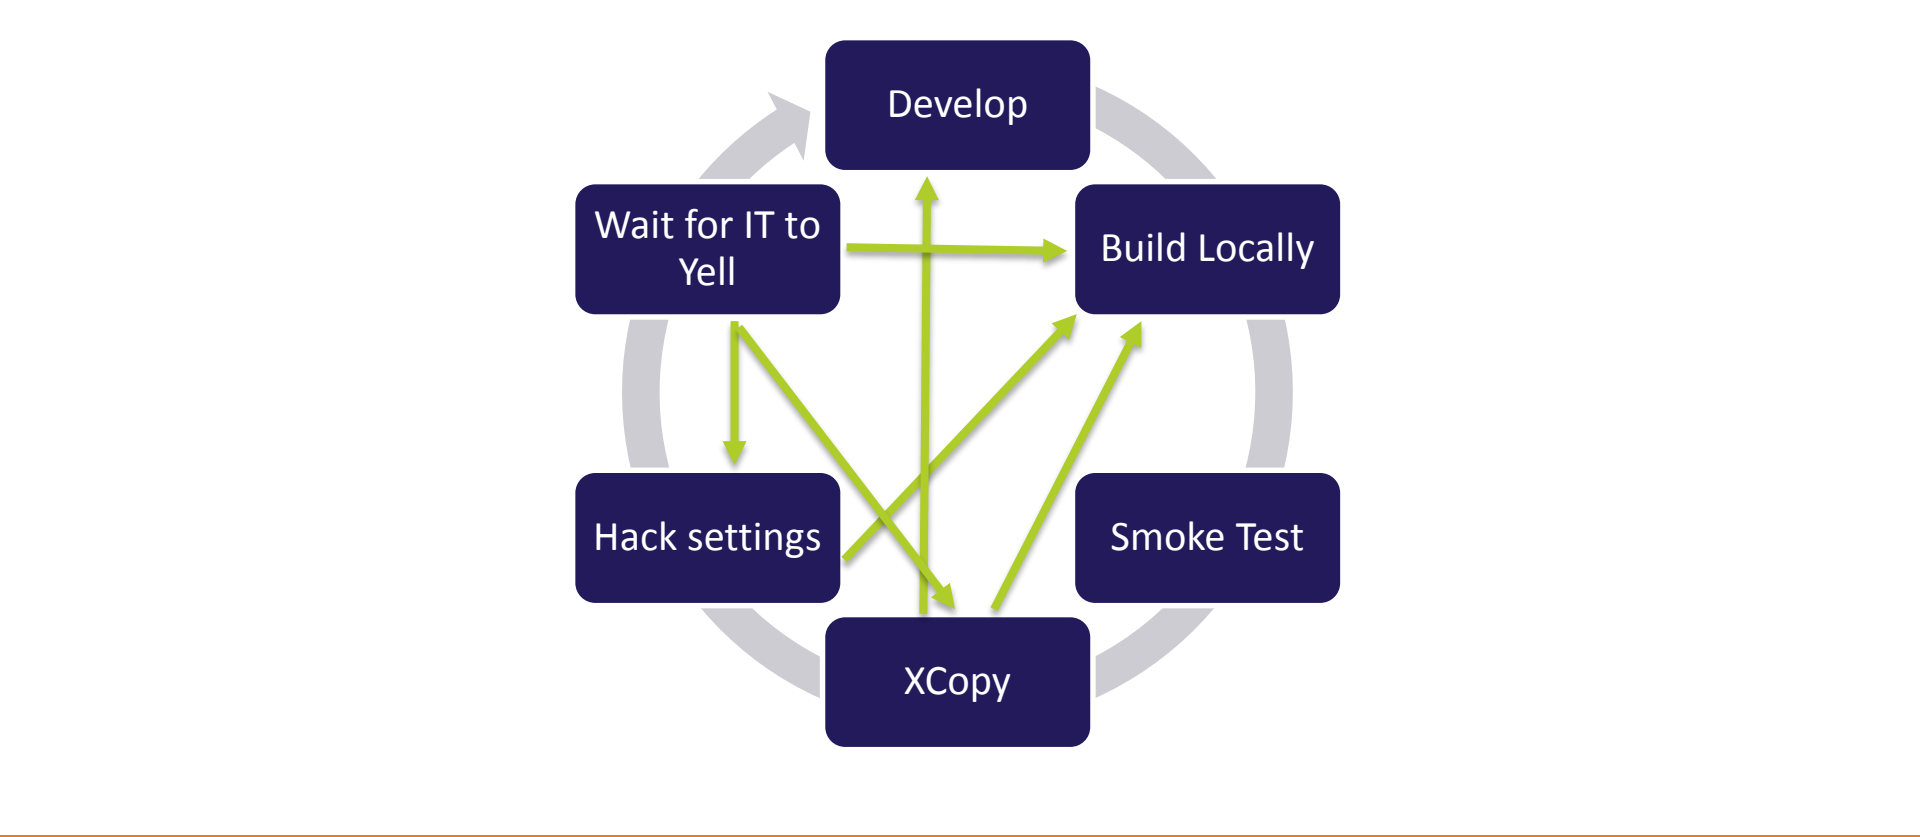 Develop
Build Locally
Smoke Test
XCopy
Hack settings
Wait for IT to
Yell